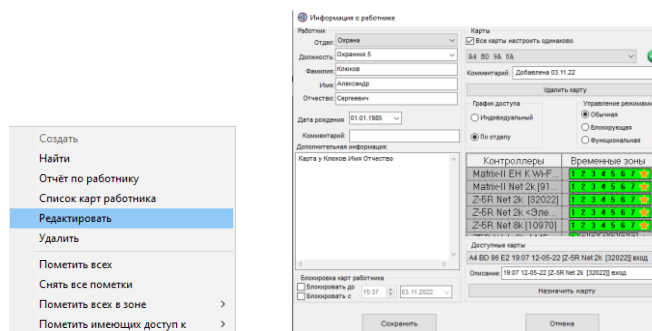 Создать
Найти
Отчёт по работнику
Список карт работника
Редактировать
Удалить
Пометить всех
Снять все пометки
Пометить всех в зоне
Пометить имеющих доступ к
Информация о работнике
Работник
Отдел: Охрана
Должность: Охранник 5
Фамилия: Клюков
Имя: Александр
Отчество: Сергеевич
Дата рождения 01.01.1985
Комментарий:
Дополнительная информация:
Карта у Клюков Имя Отчество
Блокировка карт работника
Блокировать до
Блокировать с
15:37 03.11.2022
Сохранить
Карты
Все карты настроить одинаково
A4 BD 9A 6A
Комментарий: Добавлена 03.11.22
Удалить карту
График доступа
Индивидуальный
По отделу
Управление режимами
Обычная
Блокирующая
Функциональная
Контроллеры Временные зоны
Matrix-II EH K Wi-F... 1 2 3 4 5 6 7
Matrix-II Net 2k [91... 1 2 3 4 5 6 7
Z-5R Net 2k [32022] 1 2 3 4 5 6 7
Z-5R Net 2k <Эле... 1 2 3 4 5 6 7
Z-5R Net 8k [10970] 1 2 3 4 5 6 7
Доступные карты
A4 BD 96 E2 19:07 12-05-22 [Z-5R Net 2k [32022]] вход
Описание: 19:07 12-05-22 [Z-5R Net 2k [32022]] вход
Назначить карту
Отмена